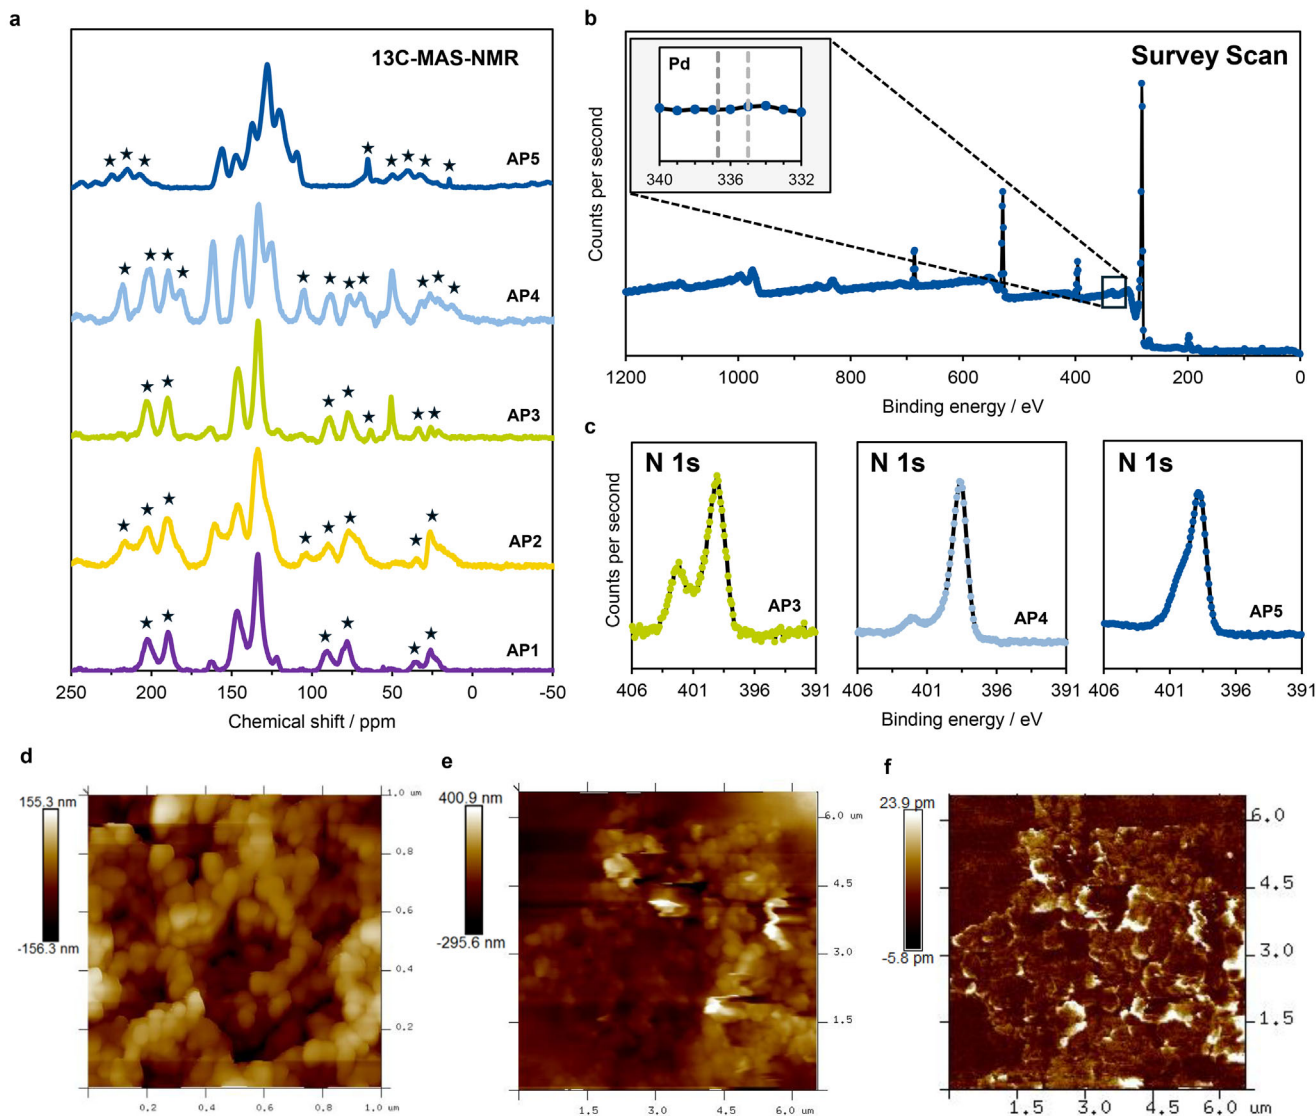 a
13C-MAS-NMR
AP5
AP4
AP3
AP2
AP1
250 200 150 100 50 0 -50
Chemical shift / ppm
b
Survey Scan
Pd
340 336 332
Counts per second
1200 1000 800 600 400 200 0
Binding energy / eV
c
Counts per second
N 1s
AP3
406 401 396 391
N 1s
AP4
406 401 396 391
N 1s
AP5
406 401 396 391
Binding energy / eV
d
155.3 nm
-156.3 nm
1.0 um
0.8
0.6
0.4
0.2
0.2 0.4 0.6 0.8 1.0 um
e
400.9 nm
-295.6 nm
6.0 um
4.5
3.0
1.5
1.5 3.0 4.5 6.0 um
f
23.9 pm
-5.8 pm
6.0
4.5
3.0
1.5
1.5 3.0 4.5 6.0 um